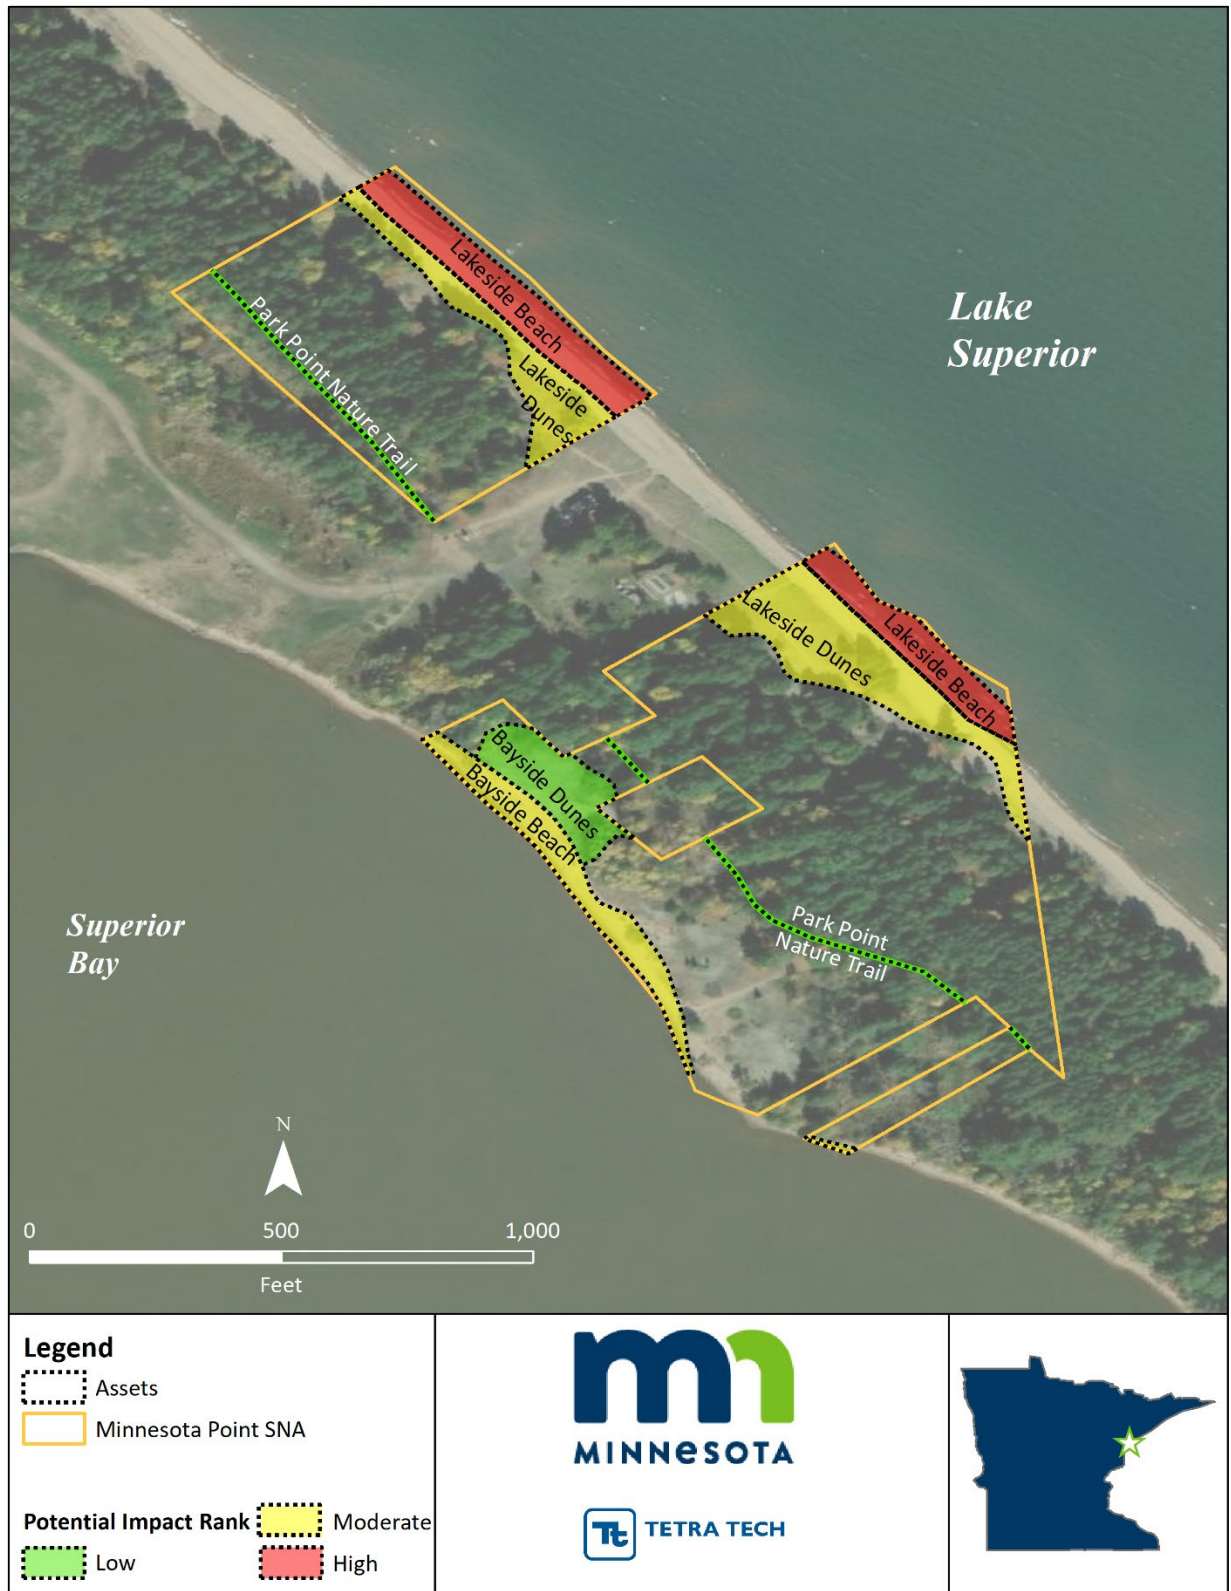 Lakeside Beach
Lake
Superior
Park Point Nature Trail
Lakeside
Dunes
Lakeside Dunes
Lakeside Beach
Bayside Dunes
Bayside Beach
Superior
Bay
Park Point
Nature Trail
N
0 500 1,000
Feet
Legend
Assets
Minnesota Point SNA
Potential Impact Rank
Moderate
Low
High
mn
MINNESOTA
Tt TETRA TECH